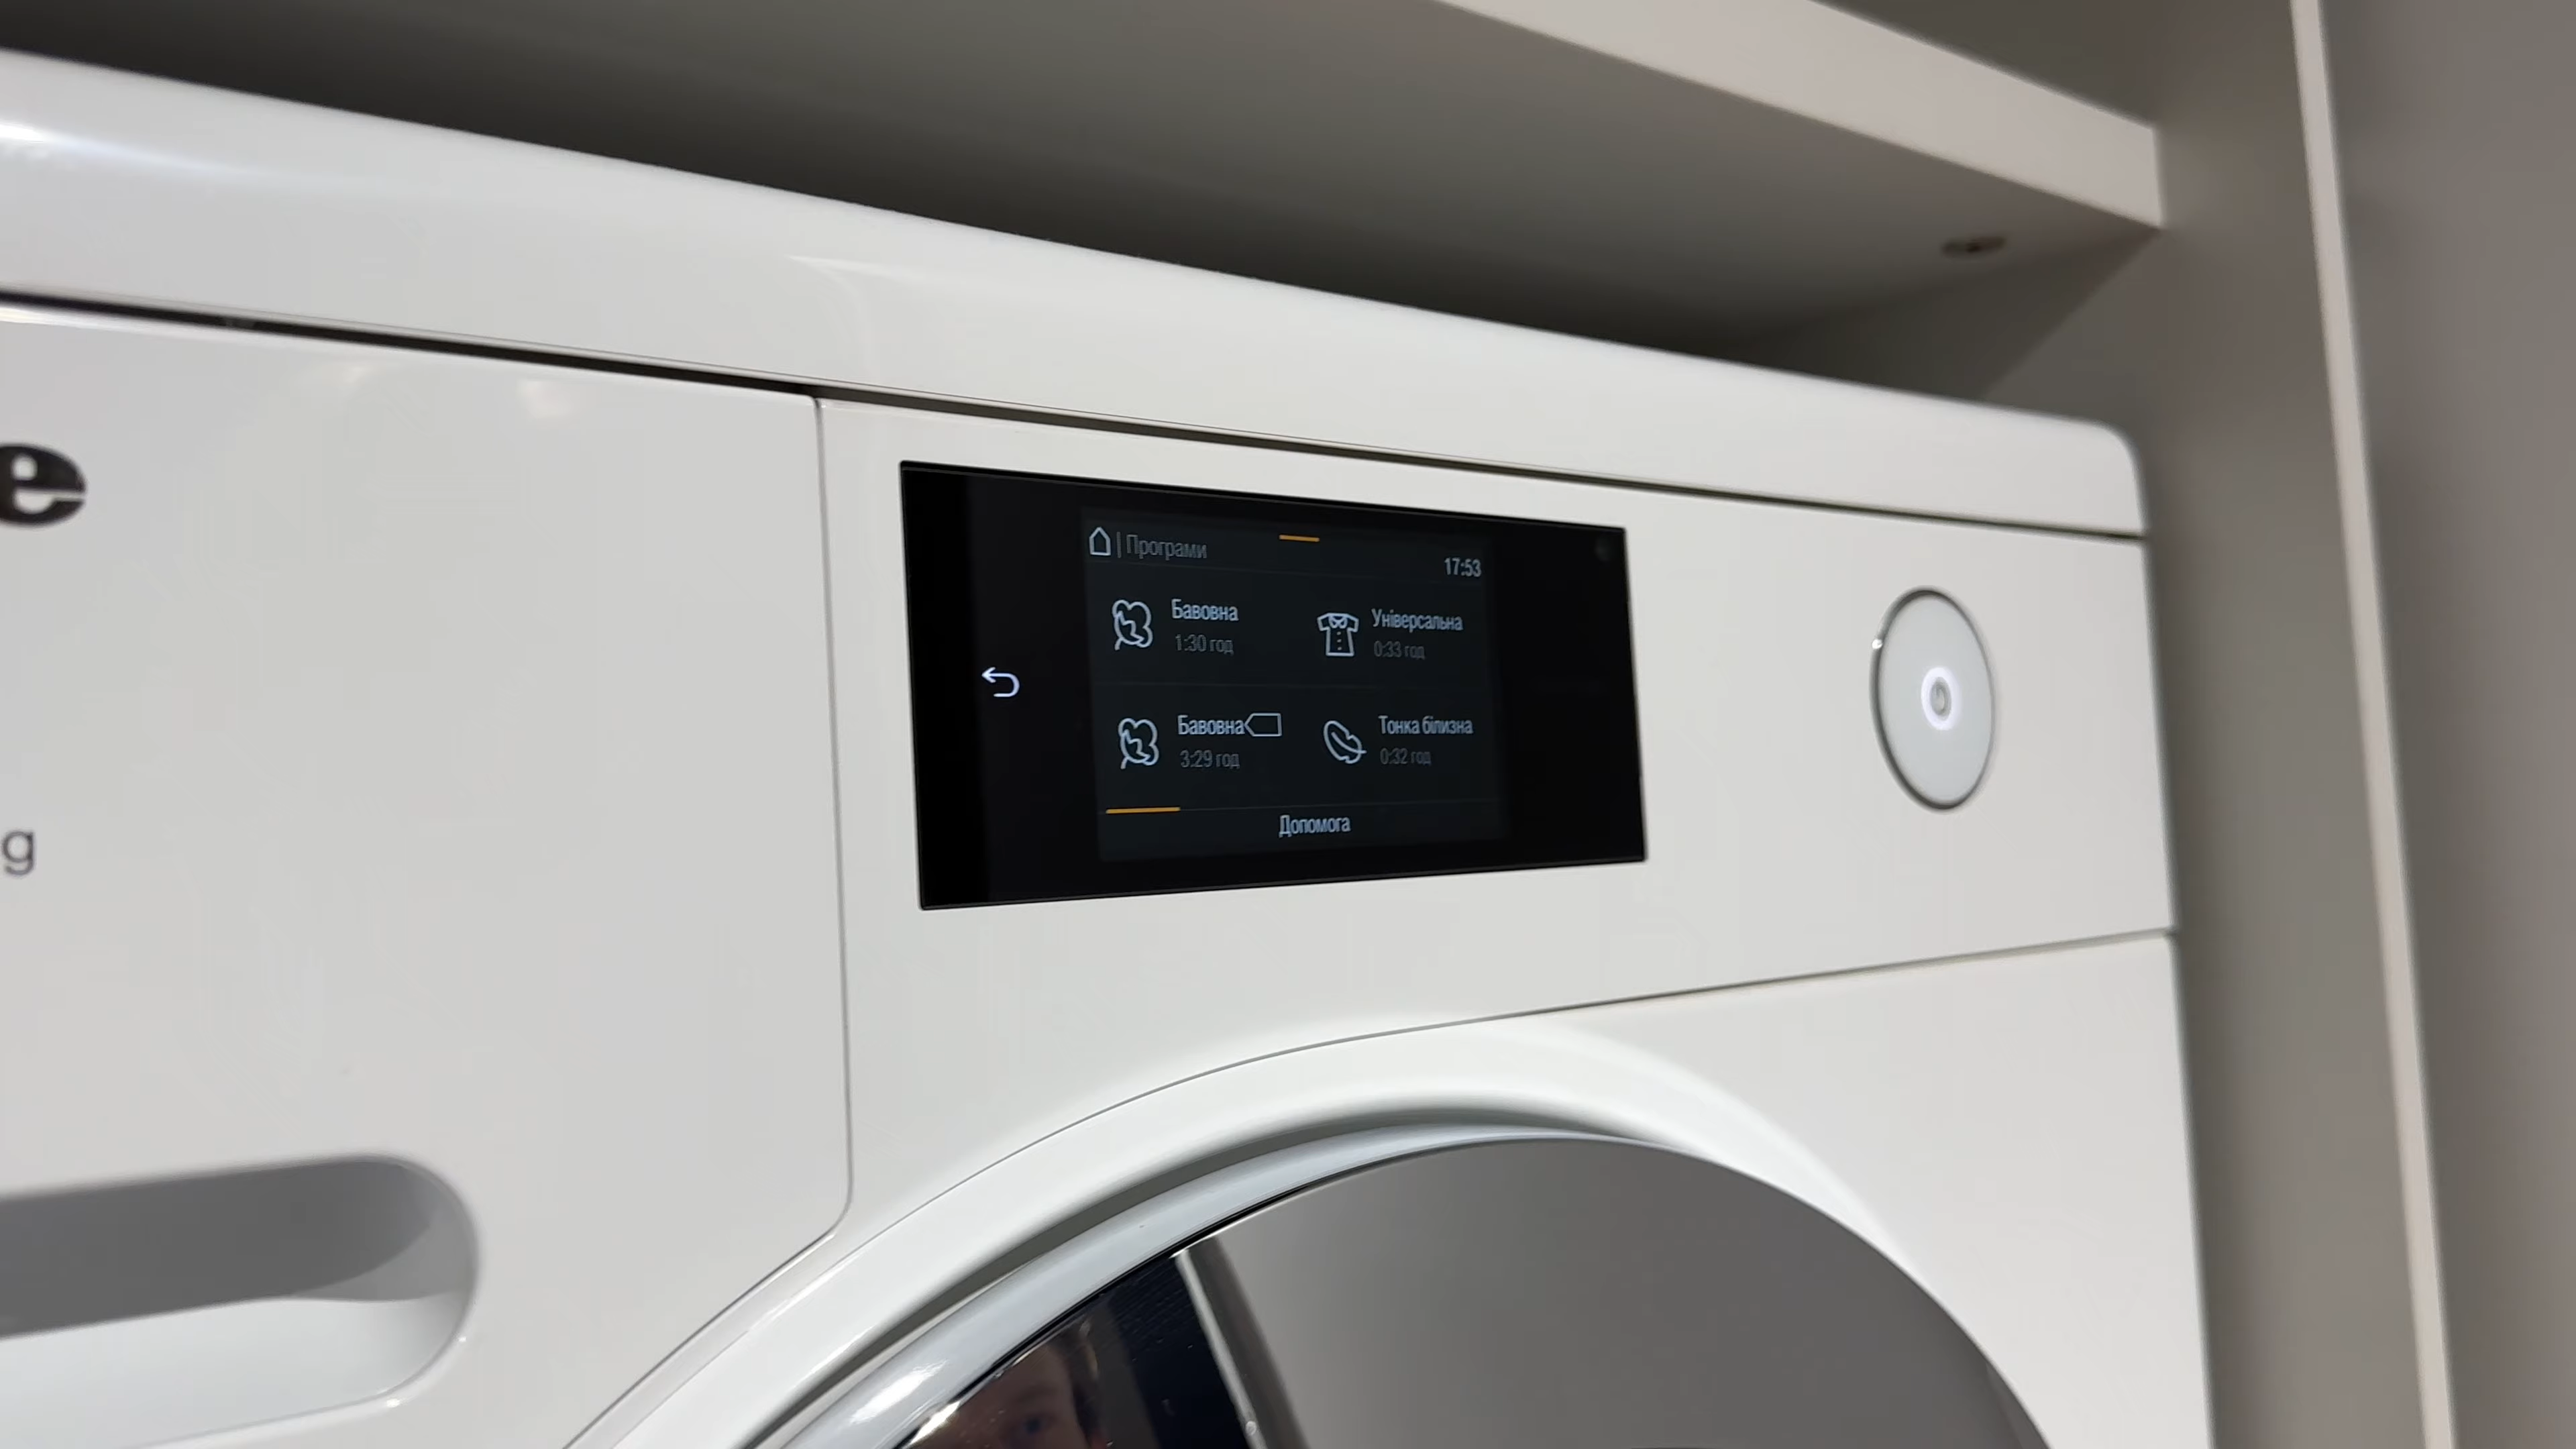 e
g
| Програми
17:53
Бавовна
1:30 год
Універсальна
0:33 год
Бавовна
3:29 год
Тонка білизна
0:32 год
Допомога